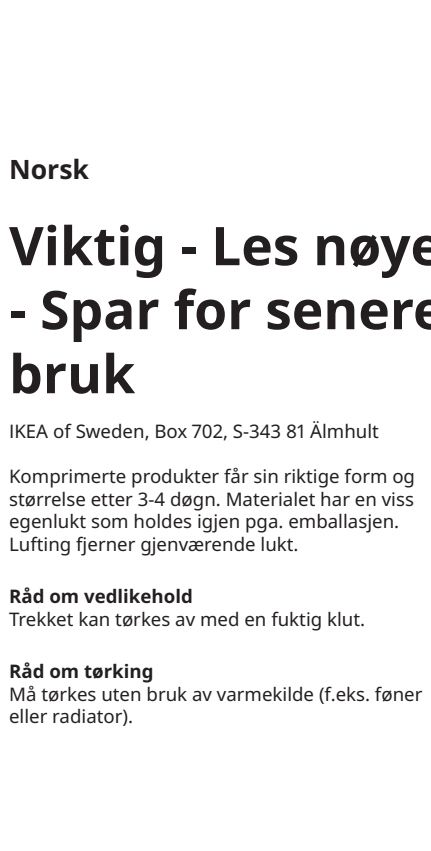 Norsk
Viktig - Les nøye
- Spar for senere
bruk
IKEA of Sweden, Box 702, S-343 81 Älmhult
Komprimerte produkter får sin riktige form og
størrelse etter 3-4 døgn. Materialet har en viss
egenlukt som holdes igjen pga. emballasjen.
Lufting fjerner gjenværende lukt.
Råd om vedlikehold
Trekket kan tørkes av med en fuktig klut.
Råd om tørking
Må tørkes uten bruk av varmekilde (f.eks. føner
eller radiator).